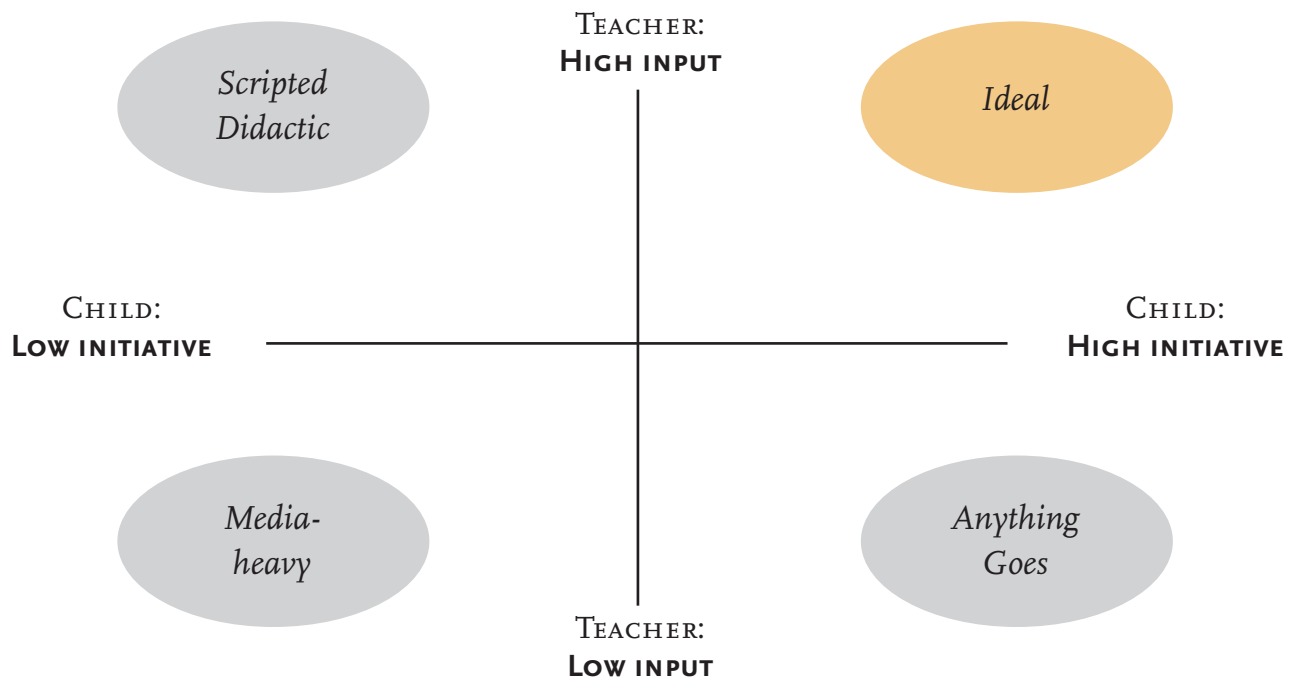 Teacher:
High input
Scripted
Didactic
Ideal
Child:
Low initiative
Child:
High initiative
Media-
heavy
Anything
Goes
Teacher:
Low input